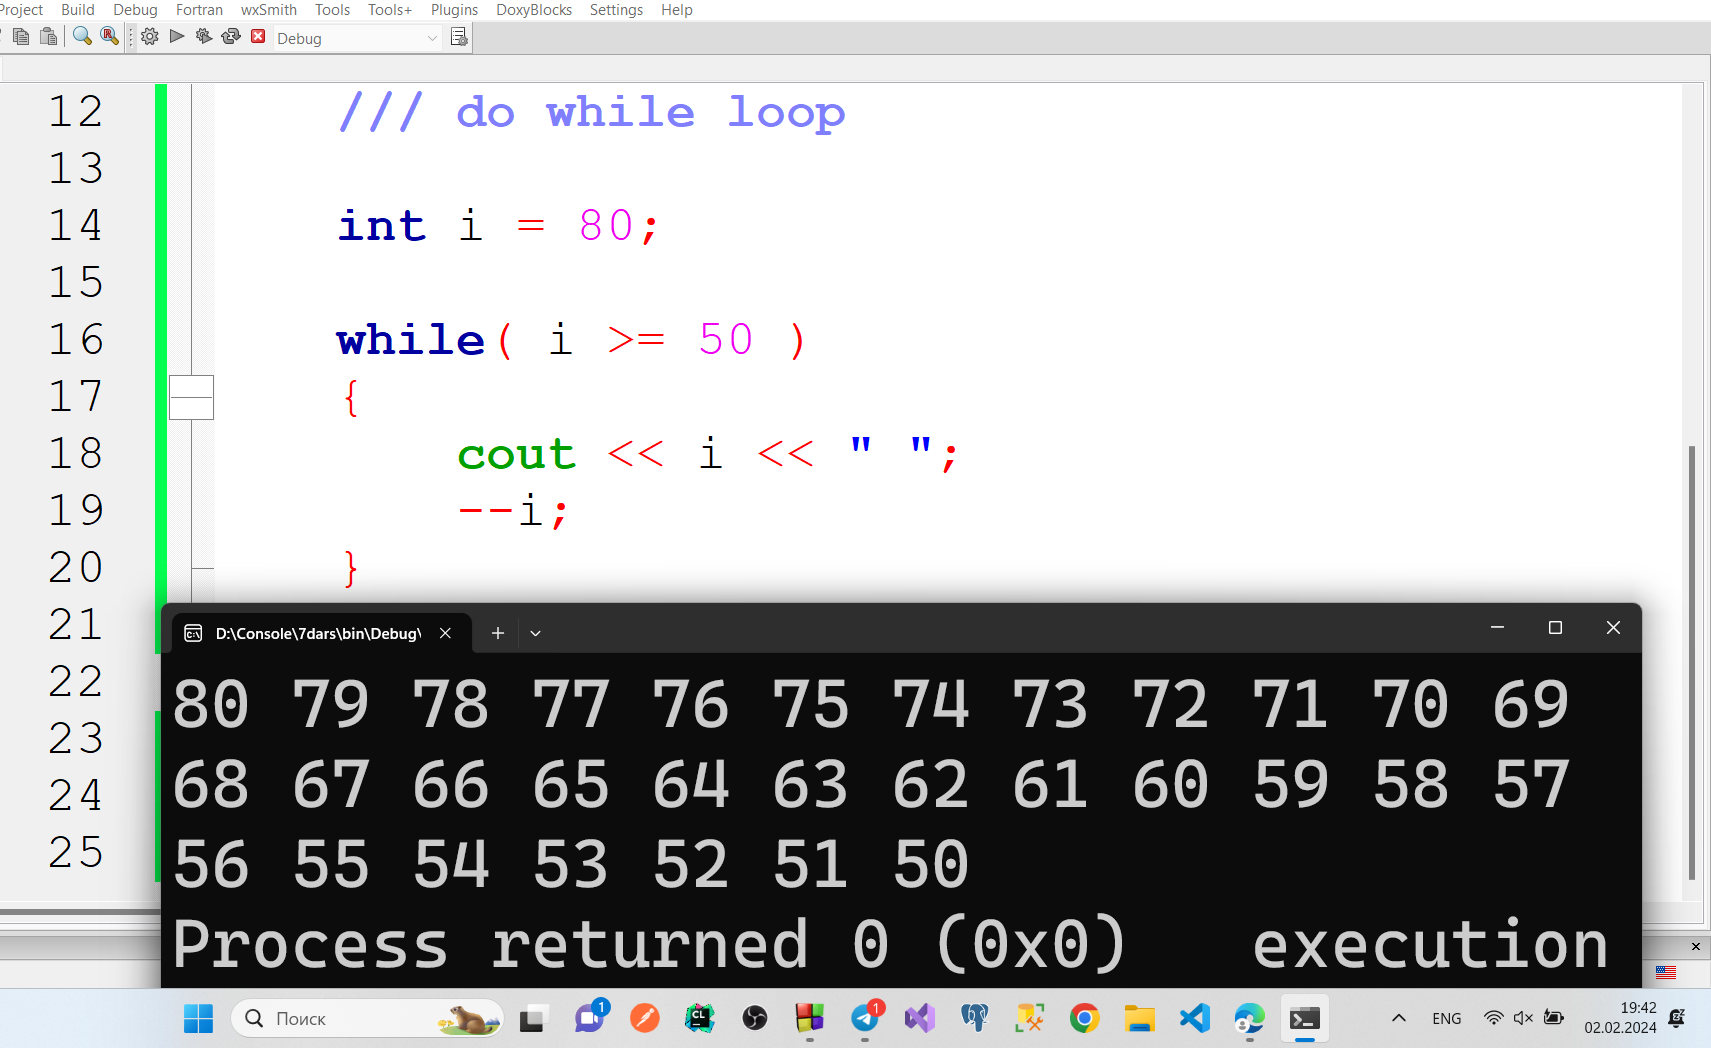 Project Build Debug Fortran wxSmith Tools Tools+ Plugins DoxyBlocks Settings Help
Debug
12 /// do while loop
13
14 int i = 80;
15
16 while( i >= 50 )
17 {
18 cout << i << " ";
19 --i;
20 }
21
22
23
24
25
D:\Console\7dars\bin\Debug\
80 79 78 77 76 75 74 73 72 71 70 69
68 67 66 65 64 63 62 61 60 59 58 57
56 55 54 53 52 51 50
Process returned 0 (0x0) execution
Поиск
1
CL
1
ENG
19:42
02.02.2024